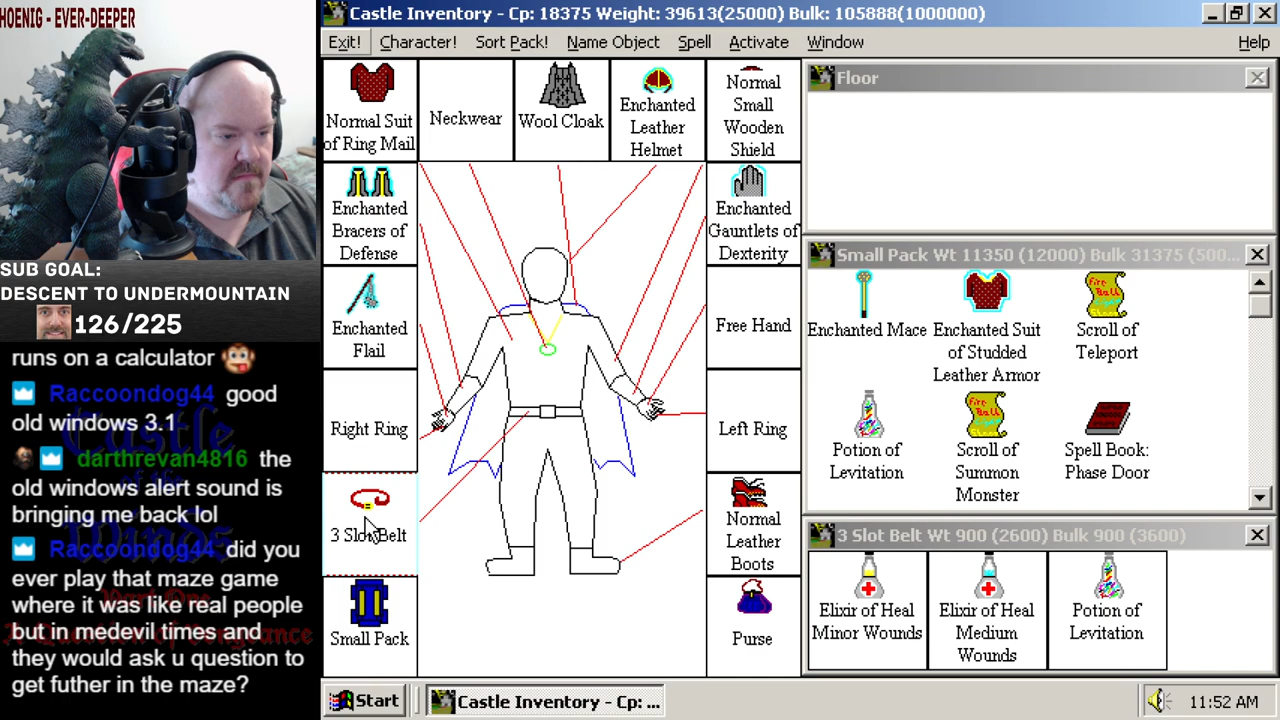 HOENIG - EVER-DEEPER
SUB GOAL:
DESCENT TO UNDERMOUNTAIN
126/225
runs on a calculator
Raccoondog44 good
old windows 3.1
darthrevan4816 the
old windows alert sound is
bringing me back lol
Raccoondog44 did you
ever play that maze game
where it was like real people
but in medevil times and
they would ask u question to
get futher in the maze?
Castle Inventory - Cp: 18375 Weight: 39613(25000) Bulk: 105888(1000000)
Exit! Character! Sort Pack! Name Object Spell Activate Window Help
Normal Suit
of Ring Mail
Neckwear
Wool Cloak
Enchanted
Leather
Helmet
Normal
Small
Wooden
Shield
Enchanted
Bracers of
Defense
Enchanted
Gauntlets of
Dexterity
Enchanted
Flail
Free Hand
Right Ring
Left Ring
3 Slot Belt
Normal
Leather
Boots
Small Pack
Purse
Floor
Small Pack Wt 11350 (12000) Bulk 31375 (500...
Enchanted Mace
Enchanted Suit
of Studded
Leather Armor
Scroll of
Teleport
Potion of
Levitation
Scroll of
Summon
Monster
Spell Book:
Phase Door
3 Slot Belt Wt 900 (2600) Bulk 900 (3600)
Elixir of Heal
Minor Wounds
Elixir of Heal
Medium
Wounds
Potion of
Levitation
Start
Castle Inventory - Cp: ...
11:52 AM